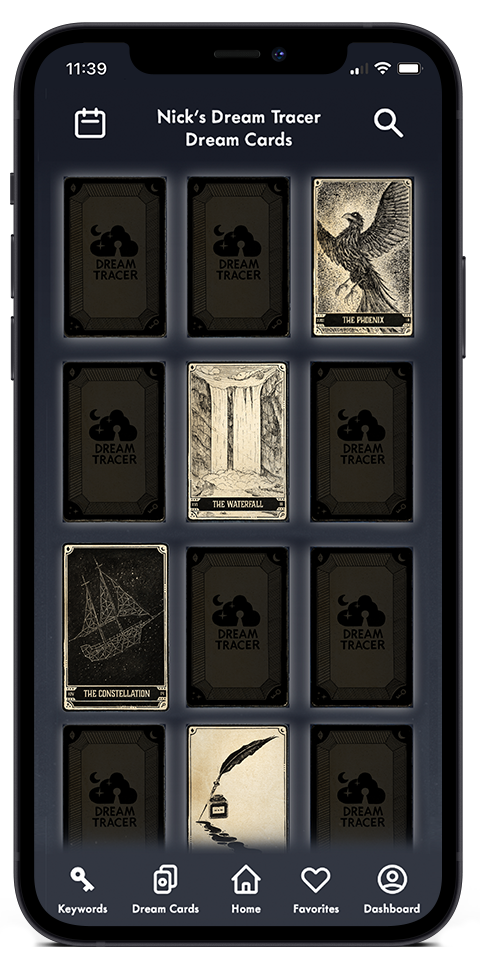 11:39
Nick's Dream Tracer
Dream Cards
DREAM
TRACER
DREAM
TRACER
THE PHOENIX
DREAM
TRACER
THE WATERFALL
DREAM
TRACER
THE CONSTELLATION
DREAM
TRACER
DREAM
TRACER
DREAM
TRACER
DREAM
TRACER
Keywords
Dream Cards
Home
Favorites
Dashboard